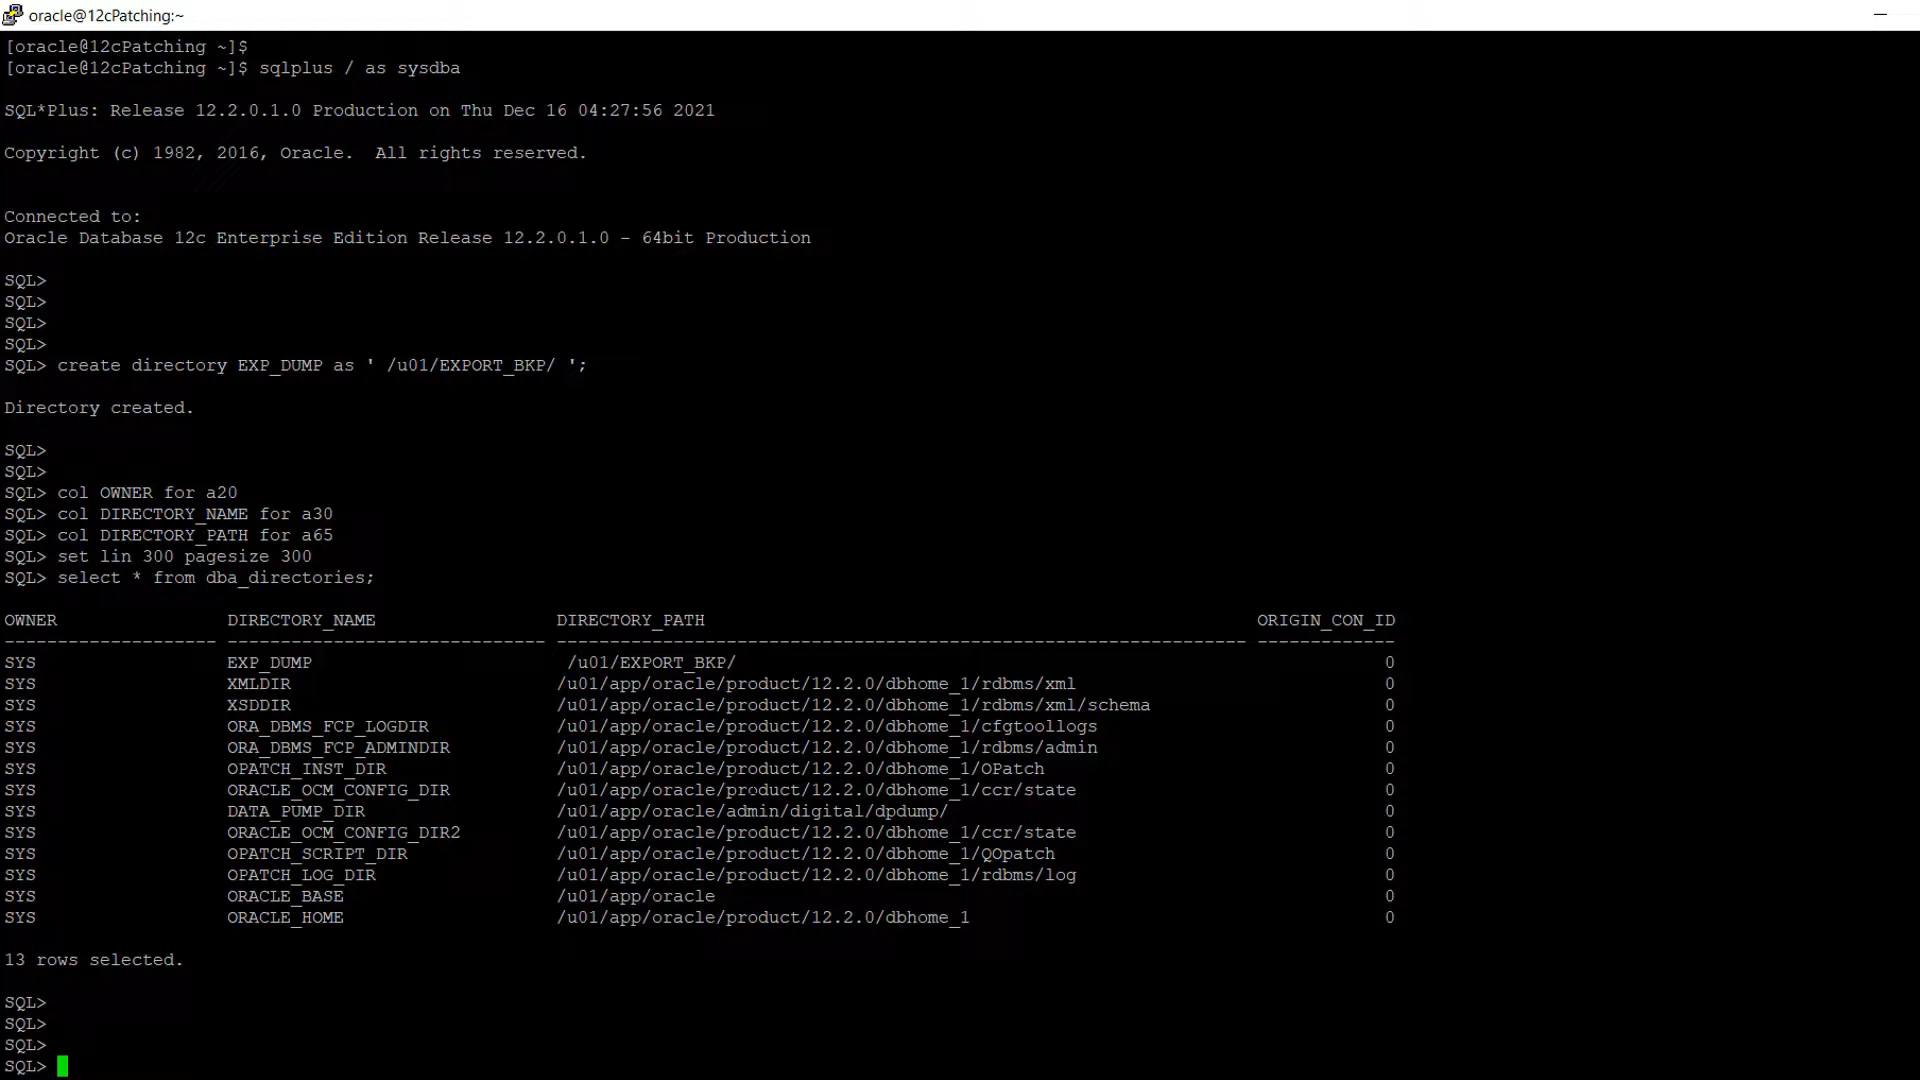 oracle@12cPatching:~
[oracle@12cPatching ~]$
[oracle@12cPatching ~]$ sqlplus / as sysdba
SQL*Plus: Release 12.2.0.1.0 Production on Thu Dec 16 04:27:56 2021
Copyright (c) 1982, 2016, Oracle.  All rights reserved.
Connected to:
Oracle Database 12c Enterprise Edition Release 12.2.0.1.0 - 64bit Production
SQL>
SQL>
SQL>
SQL>
SQL> create directory EXP_DUMP as ' /u01/EXPORT_BKP/ ';
Directory created.
SQL>
SQL>
SQL> col OWNER for a20
SQL> col DIRECTORY_NAME for a30
SQL> col DIRECTORY_PATH for a65
SQL> set lin 300 pagesize 300
SQL> select * from dba_directories;
OWNER DIRECTORY_NAME DIRECTORY_PATH ORIGIN_CON_ID
-------------------- ------------------------------ ----------------------------------------------------------------- -------------
SYS EXP_DUMP /u01/EXPORT_BKP/ 0
SYS XMLDIR /u01/app/oracle/product/12.2.0/dbhome_1/rdbms/xml 0
SYS XSDDIR /u01/app/oracle/product/12.2.0/dbhome_1/rdbms/xml/schema 0
SYS ORA_DBMS_FCP_LOGDIR /u01/app/oracle/product/12.2.0/dbhome_1/cfgtoollogs 0
SYS ORA_DBMS_FCP_ADMINDIR /u01/app/oracle/product/12.2.0/dbhome_1/rdbms/admin 0
SYS OPATCH_INST_DIR /u01/app/oracle/product/12.2.0/dbhome_1/OPatch 0
SYS ORACLE_OCM_CONFIG_DIR /u01/app/oracle/product/12.2.0/dbhome_1/ccr/state 0
SYS DATA_PUMP_DIR /u01/app/oracle/admin/digital/dpdump/ 0
SYS ORACLE_OCM_CONFIG_DIR2 /u01/app/oracle/product/12.2.0/dbhome_1/ccr/state 0
SYS OPATCH_SCRIPT_DIR /u01/app/oracle/product/12.2.0/dbhome_1/QOpatch 0
SYS OPATCH_LOG_DIR /u01/app/oracle/product/12.2.0/dbhome_1/rdbms/log 0
SYS ORACLE_BASE /u01/app/oracle 0
SYS ORACLE_HOME /u01/app/oracle/product/12.2.0/dbhome_1 0
13 rows selected.
SQL>
SQL>
SQL>
SQL>